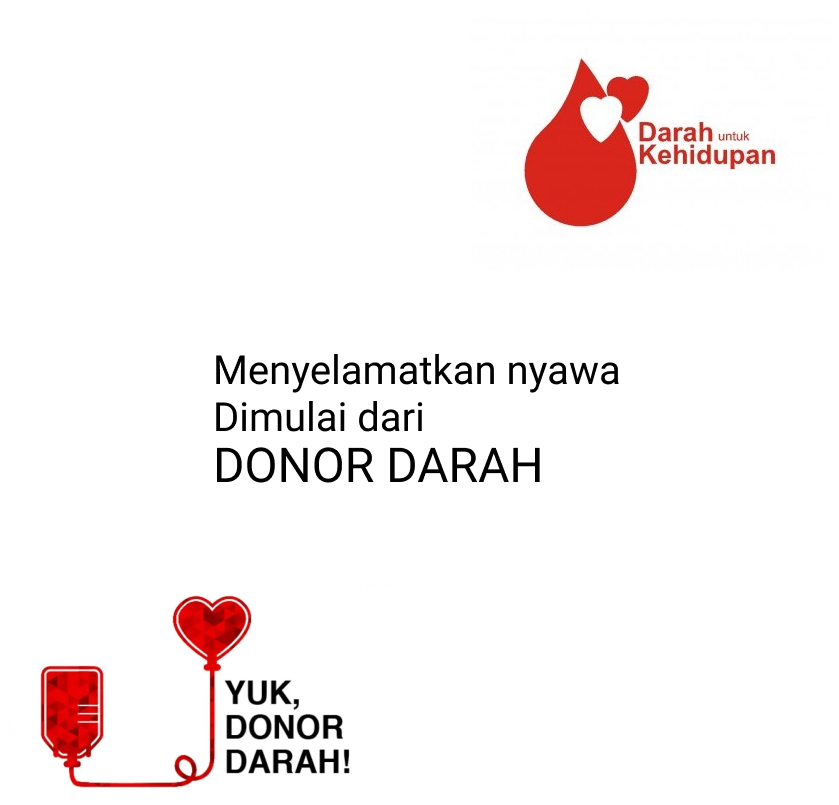 Darah untuk
Kehidupan
Menyelamatkan nyawa
Dimulai dari
DONOR DARAH
YUK,
DONOR
DARAH!